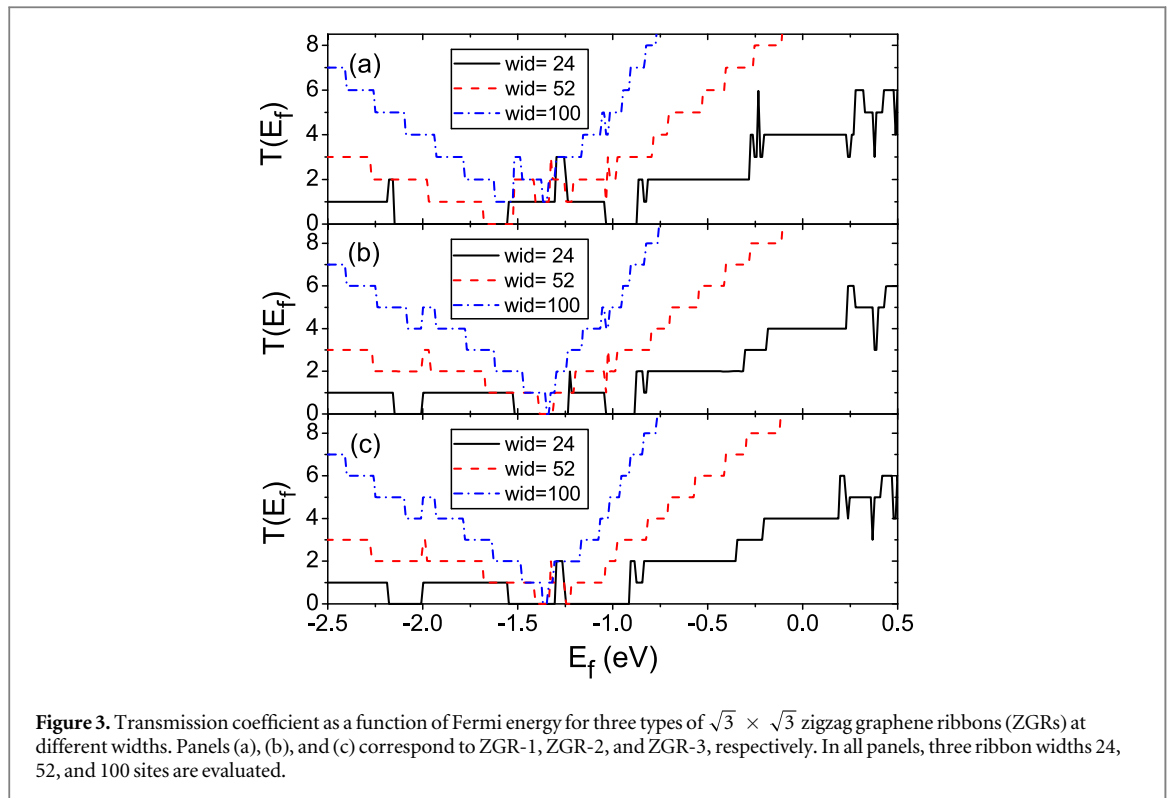 (a)
wid= 24
wid= 52
wid=100
T(E_f)
8
6
4
2
0
(b)
wid= 24
wid= 52
wid=100
T(E_f)
8
6
4
2
0
(c)
wid= 24
wid= 52
wid=100
T(E_f)
8
6
4
2
0
-2.5 -2.0 -1.5 -1.0 -0.5 0.0 0.5
E_f (eV)
Figure 3. Transmission coefficient as a function of Fermi energy for three types of √3 × √3 zigzag graphene ribbons (ZGRs) at
different widths. Panels (a), (b), and (c) correspond to ZGR-1, ZGR-2, and ZGR-3, respectively. In all panels, three ribbon widths 24,
52, and 100 sites are evaluated.